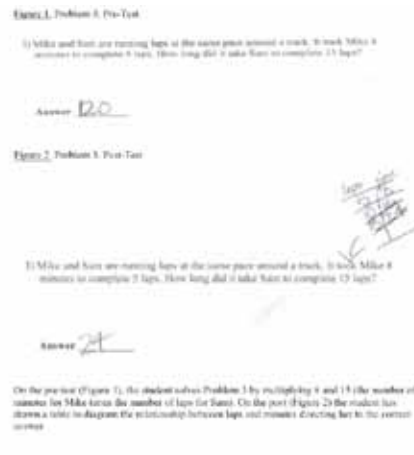 Figure 1. Problem 3. Pre-Test
3) Mike and Sam are running laps at the same pace around a track. It took Mike 8
minutes to complete 5 laps. How long did it take Sam to complete 15 laps?
Answer 120
Figure 2. Problem 3. Post-Test
3) Mike and Sam are running laps at the same pace around a track. It took Mike 8
minutes to complete 5 laps. How long did it take Sam to complete 15 laps?
Answer 24
On the pre-test (Figure 1), the student solves Problem 3 by multiplying 8 and 15 (the number of
minutes for Mike times the number of laps for Sam). On the post (Figure 2) the student has
drawn a table to diagram the relationship between laps and minutes directing her to the correct
answer